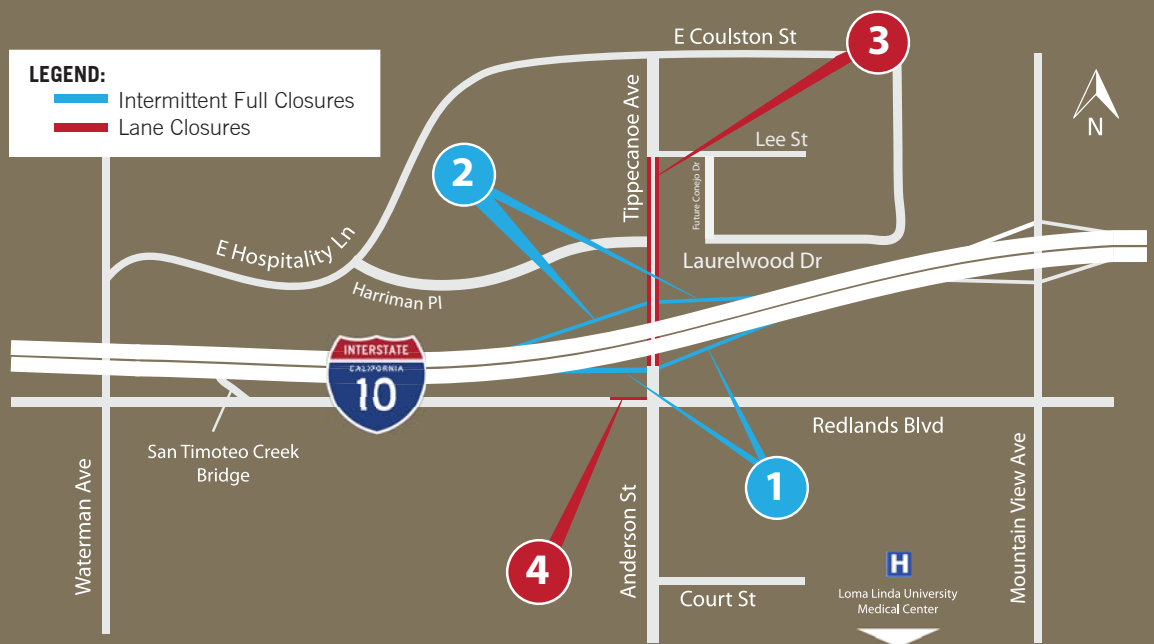 E Coulston St
3
LEGEND:
Intermittent Full Closures
Lane Closures
N
Tippecanoe Ave
Lee St
2
Future Conejo Dr
E Hospitality Ln
Laurelwood Dr
Harriman Pl
INTERSTATE
CALIFORNIA
10
Redlands Blvd
San Timoteo Creek
Bridge
1
Waterman Ave
Anderson St
Mountain View Ave
4
H
Court St
Loma Linda University
Medical Center